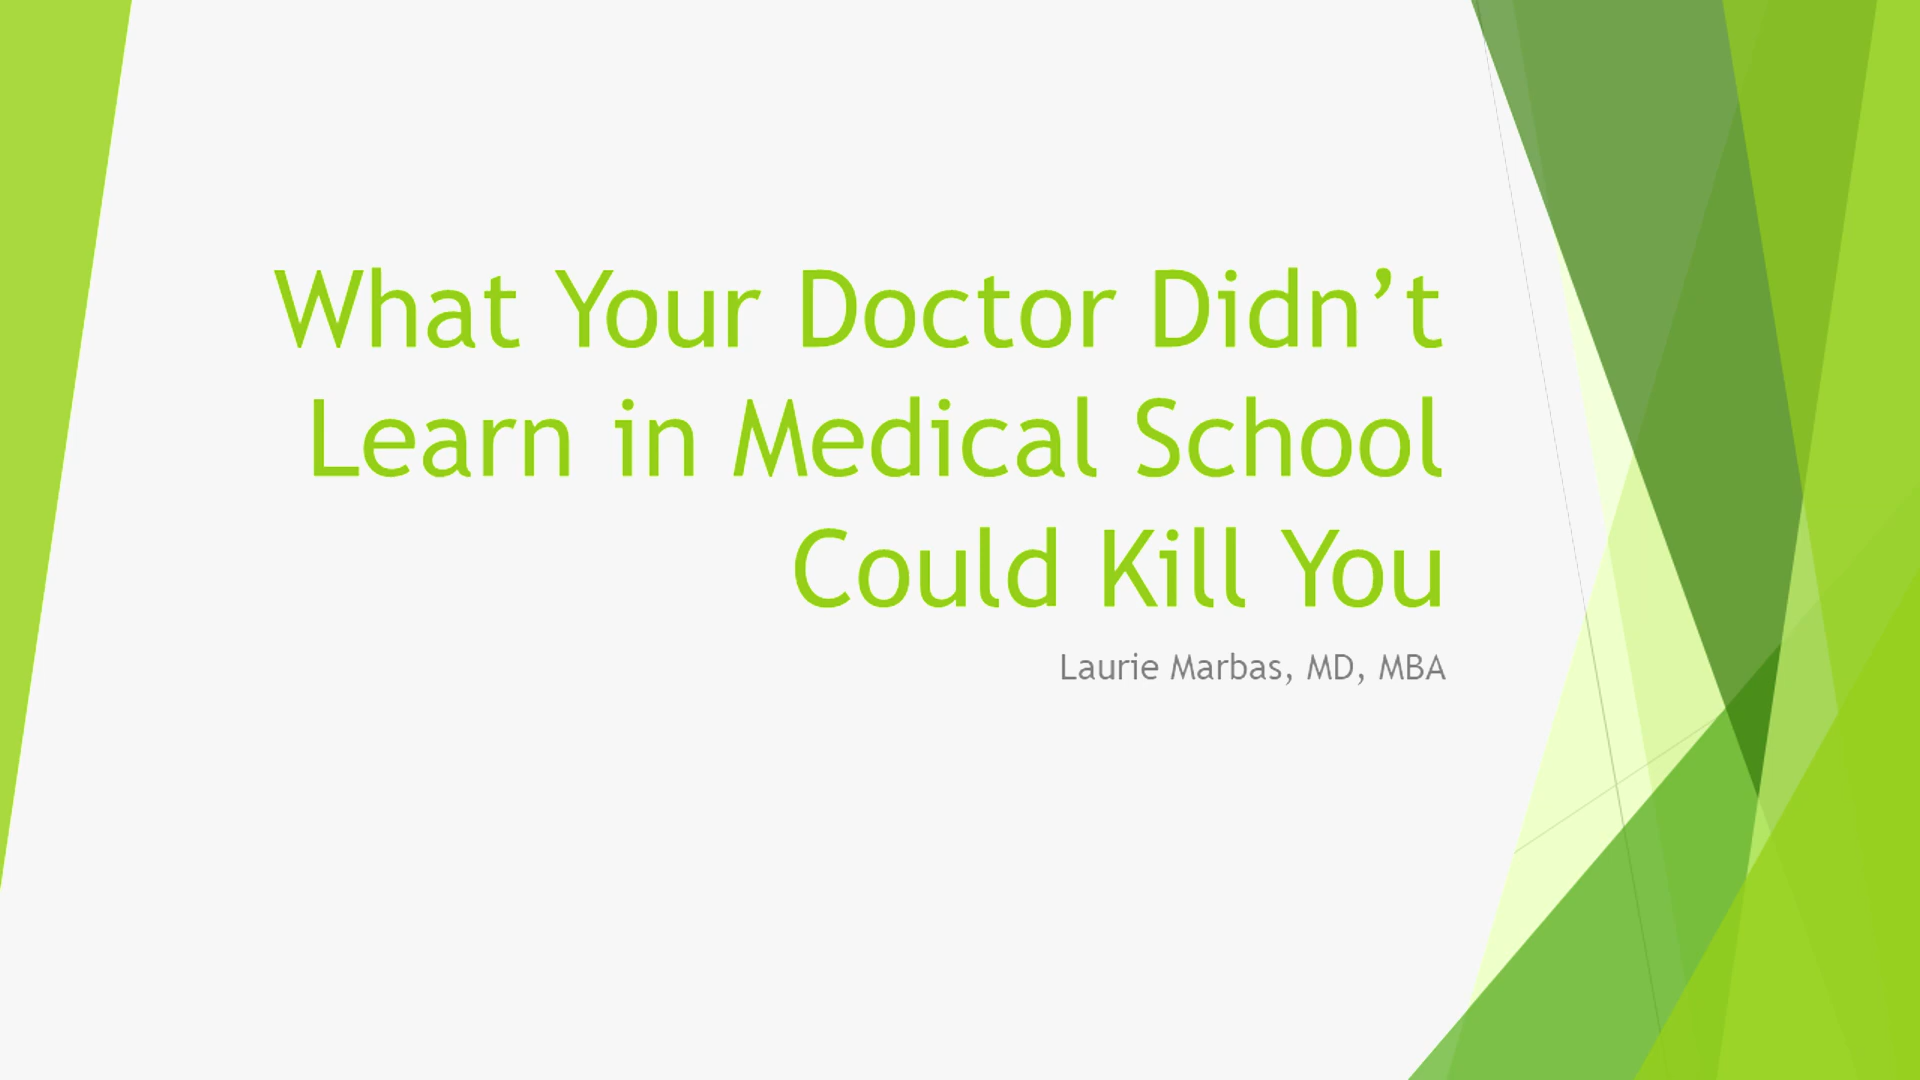 What Your Doctor Didn’t
Learn in Medical School
Could Kill You
Laurie Marbas, MD, MBA